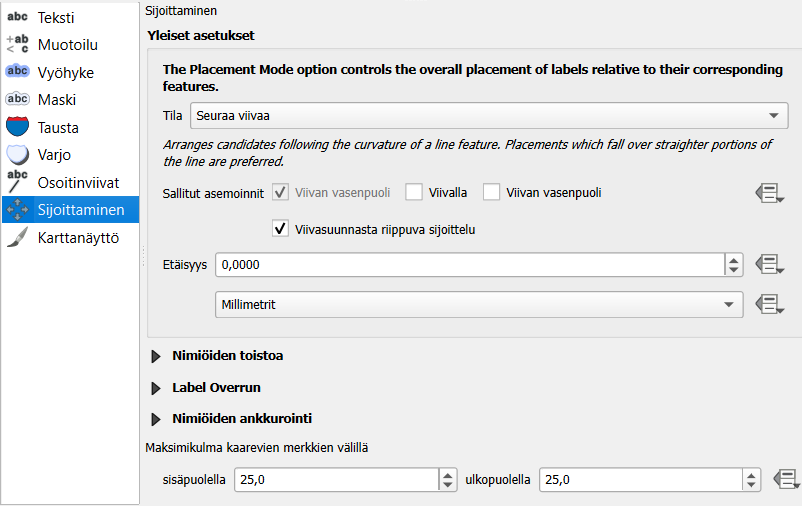 Sijoittaminen
abc Teksti
+ab < c Muotoilu
abc Vyöhyke
abc Maski
Tausta
Varjo
abc Osoitinviivat
Sijoittaminen
Karttanäyttö
Yleiset asetukset
The Placement Mode option controls the overall placement of labels relative to their corresponding
features.
Tila Seuraa viivaa
Arranges candidates following the curvature of a line feature. Placements which fall over straighter portions of
the line are preferred.
Sallitut asemoinnit Viivan vasenpuoli Viivalla Viivan vasenpuoli
Viivasuunnasta riippuva sijoittelu
Etäisyys 0,0000
Millimetrit
Nimiöiden toistoa
Label Overrun
Nimiöiden ankkurointi
Maksimikulma kaarevien merkkien välillä
sisäpuolella 25,0 ulkopuolella 25,0